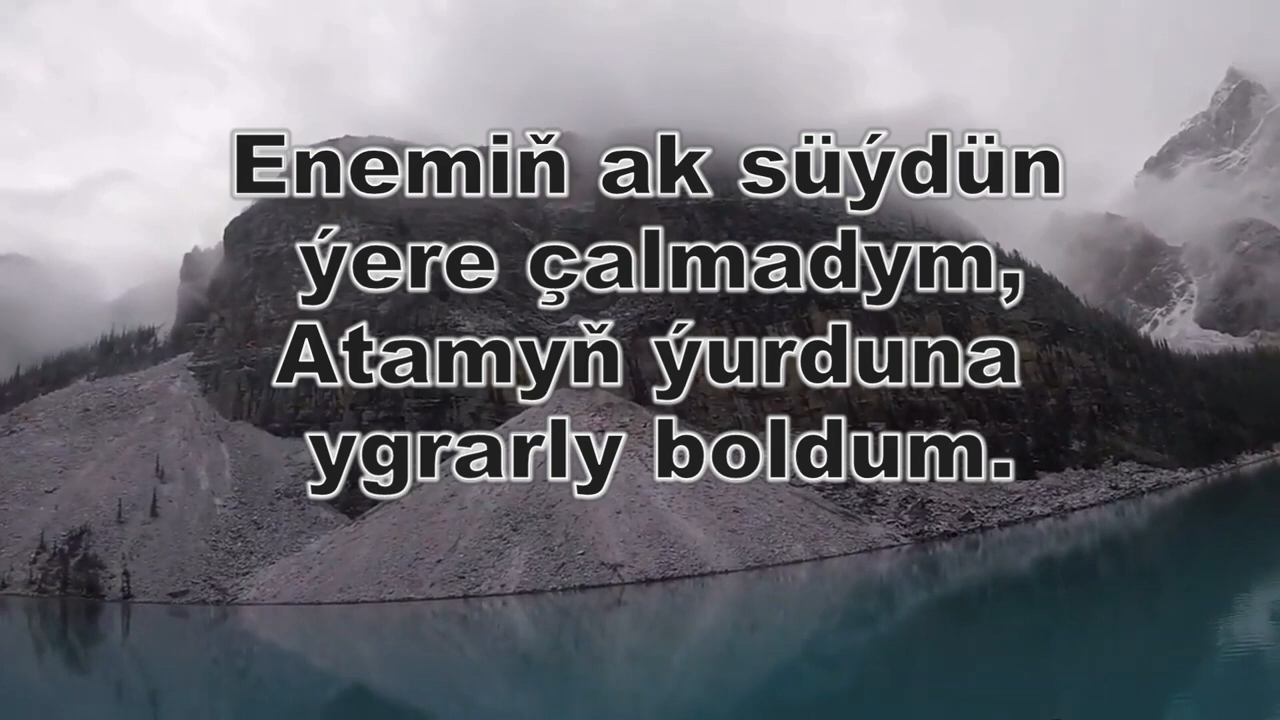 Enemiň ak süýdün
ýere çalmadym,
Atamyň ýurduna
ygrarly boldum.